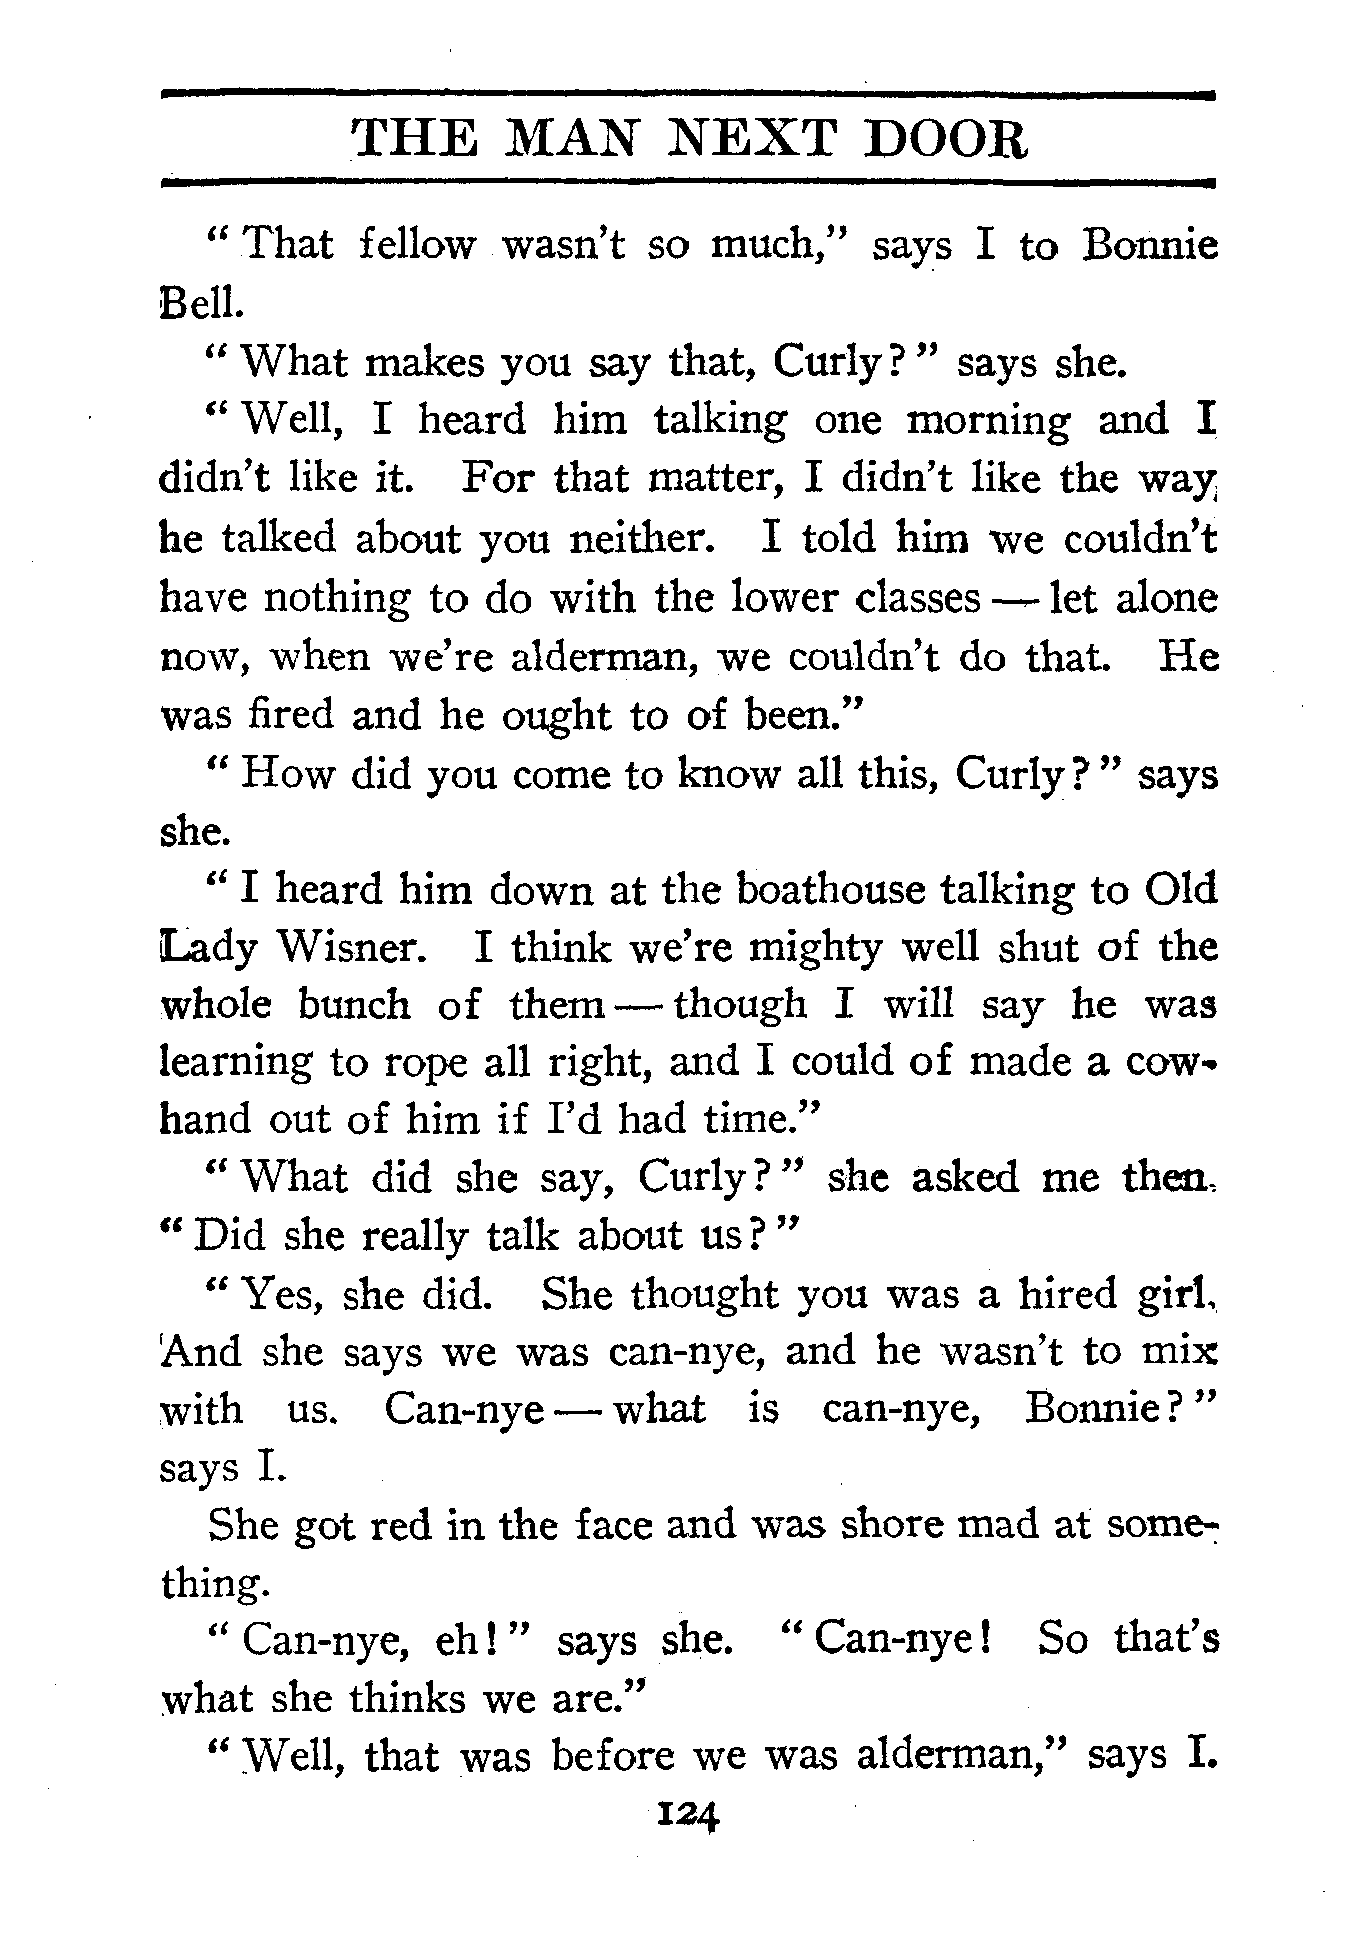 THE MAN NEXT DOOR
"That fellow wasn't so much," says I to Bonnie
Bell.
"What makes you say that, Curly?" says she.
"Well, I heard him talking one morning and I
didn't like it. For that matter, I didn't like the way
he talked about you neither. I told him we couldn't
have nothing to do with the lower classes — let alone
now, when we're alderman, we couldn't do that. He
was fired and he ought to of been."
"How did you come to know all this, Curly?" says
she.
"I heard him down at the boathouse talking to Old
Lady Wisner. I think we're mighty well shut of the
whole bunch of them — though I will say he was
learning to rope all right, and I could of made a cow-
hand out of him if I'd had time."
"What did she say, Curly?" she asked me then.
"Did she really talk about us?"
"Yes, she did. She thought you was a hired girl.
And she says we was can-nye, and he wasn't to mix
with us. Can-nye — what is can-nye, Bonnie?"
says I.
She got red in the face and was shore mad at some-
thing.
"Can-nye, eh!" says she. "Can-nye! So that's
what she thinks we are."
"Well, that was before we was alderman," says I.
124